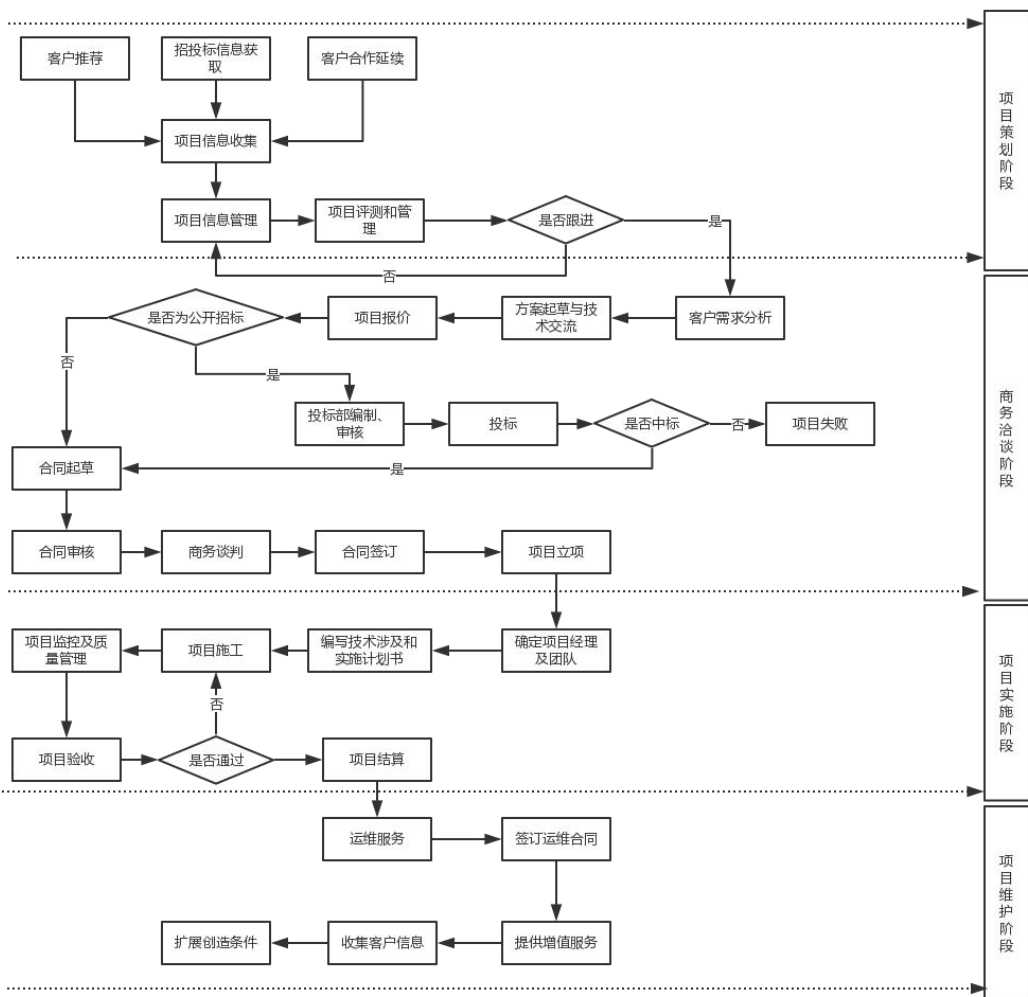 客户推荐
招投标信息获
取
客户合作延续
项目信息收集
项目信息管理
项目评测和管
理
是否跟进
是
否
项目策划阶段
是否为公开招标
项目报价
方案起草与技
术交流
客户需求分析
否
是
投标部编制、
审核
投标
是否中标
否
项目失败
合同起草
是
合同审核
商务谈判
合同签订
项目立项
商务洽谈阶段
项目监控及质
量管理
项目施工
编写技术涉及和
实施计划书
确定项目经理
及团队
否
项目验收
是否通过
项目结算
项目实施阶段
运维服务
签订运维合同
扩展创造条件
收集客户信息
提供增值服务
项目维护阶段